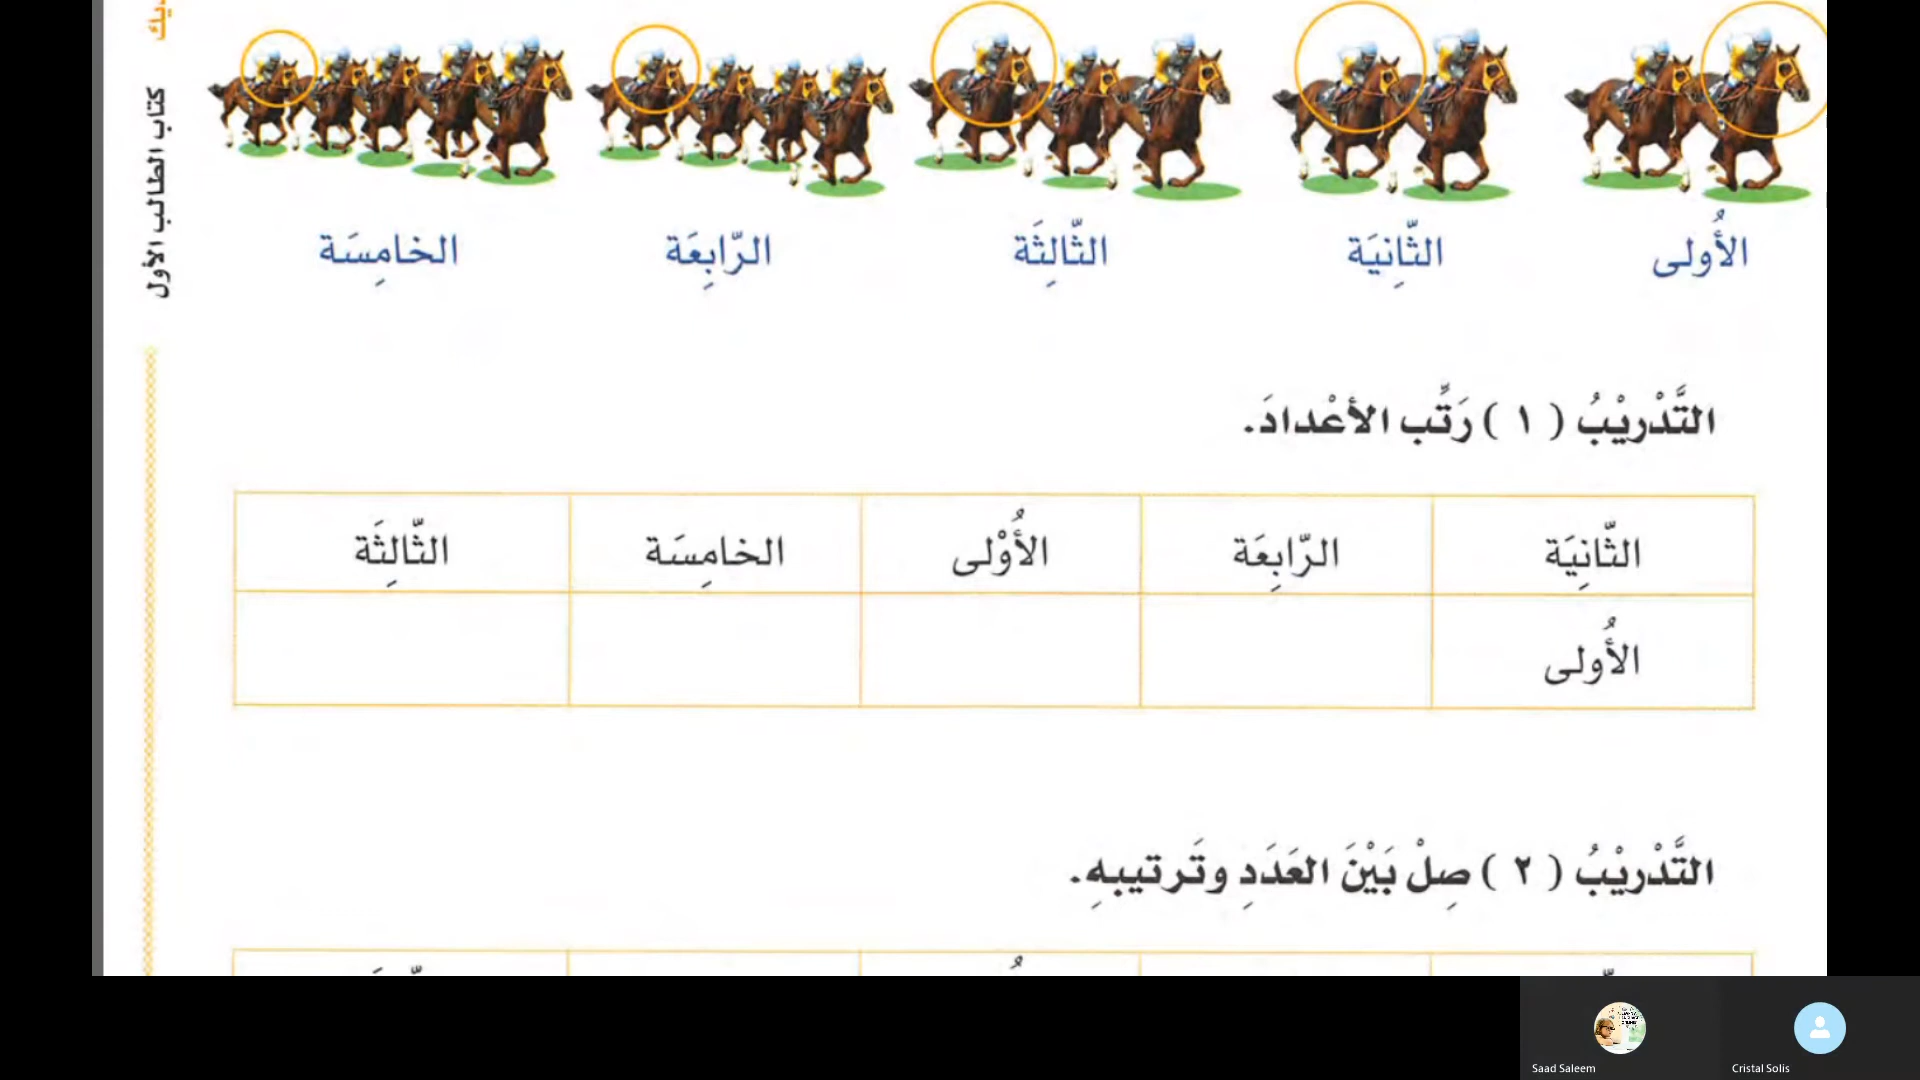 كتاب الطالب الأول
الأُولى الثّانِيَة الثّالِثَة الرّابِعَة الخامِسَة
التَّدْريْبُ ( ١ ) رَتِّب الأعْدادَ.
الثّانِيَة الرّابِعَة الأُوْلى الخامِسَة الثّالِثَة
الأُولى
التَّدْريْبُ ( ٢ ) صِلْ بَيْنَ العَدَدِ وتَرتيبهِ.
Saad Saleem Cristal Solis